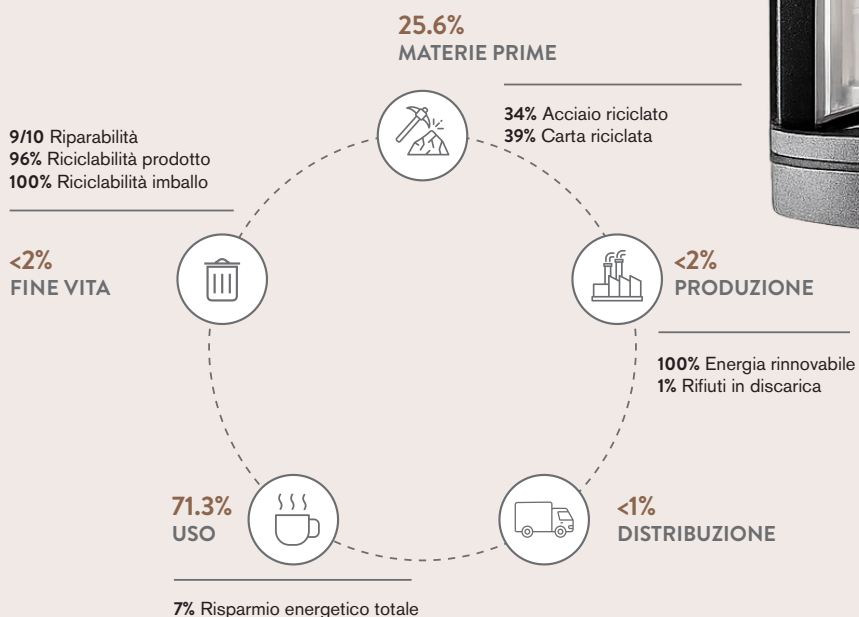 25.6%
MATERIE PRIME
34% Acciaio riciclato
39% Carta riciclata
9/10 Riparabilità
96% Riciclabilità prodotto
100% Riciclabilità imballo
<2%
FINE VITA
<2%
PRODUZIONE
100% Energia rinnovabile
1% Rifiuti in discarica
71.3%
USO
<1%
DISTRIBUZIONE
7% Risparmio energetico totale